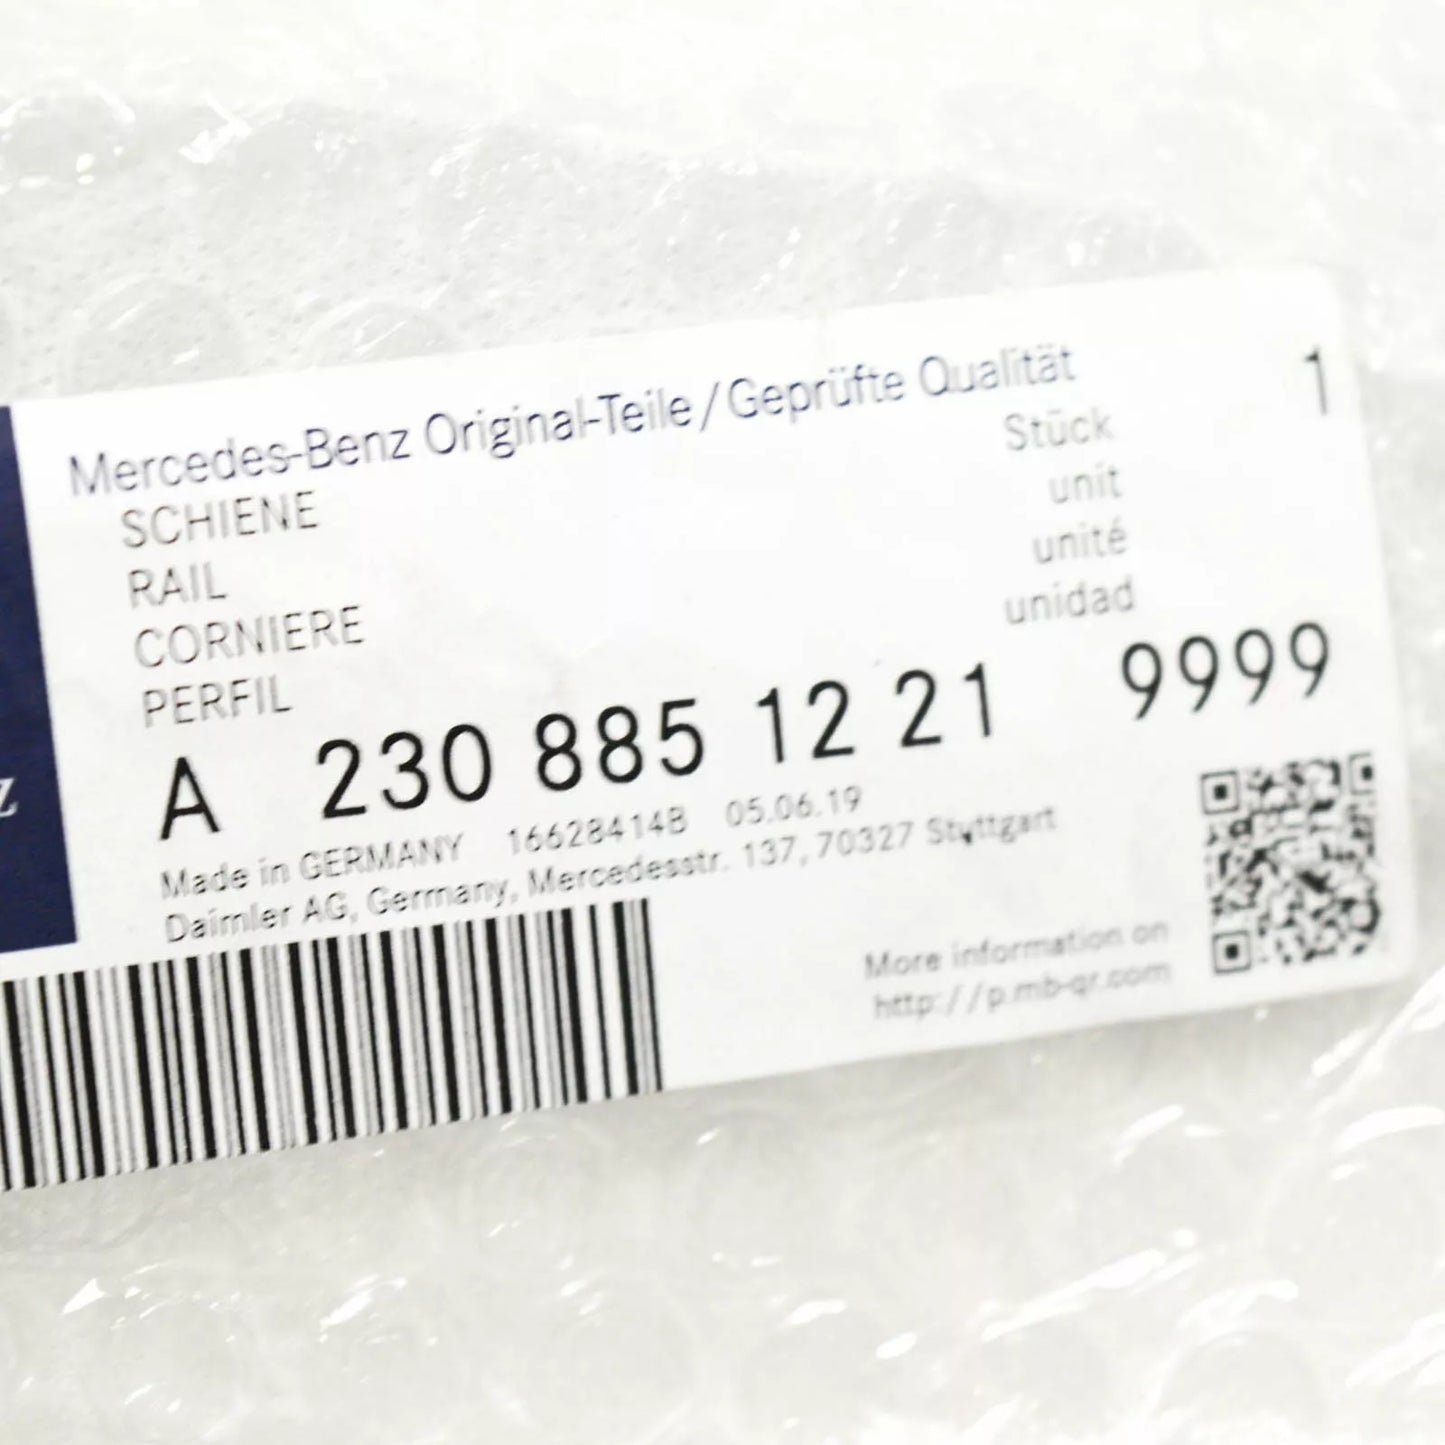 Mercedes-Benz Original-Teile / Geprüfte Qualität
SCHIENE
RAIL
CORNIERE
PERFIL
Stück 1
unit
unité
unidad
A 230 885 12 21 9999
Made in GERMANY 16628414B 05.06.19
Daimler AG, Germany, Mercedesstr. 137, 70327 Stuttgart
More information on
http://p.mb-qr.com
z